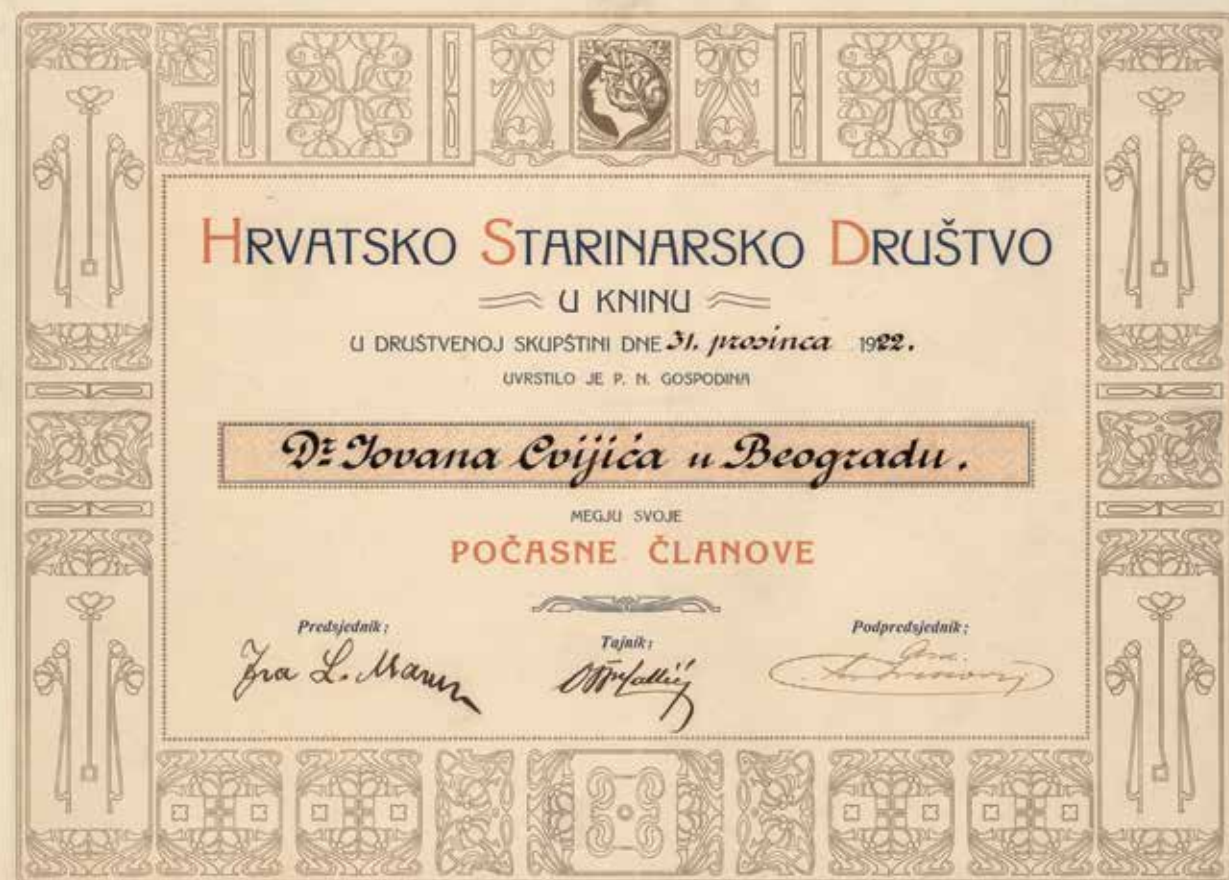 HRVATSKO STARINARSKO DRUŠTVO
U KNINU
U DRUŠTVENOJ SKUPŠTINI DNE 31. prosinca 1922.
UVRSTILO JE P. N. GOSPODINA
Dr Jovana Cvijića u Beogradu.
MEGJU SVOJE
POČASNE ČLANOVE
Predsjednik: Tajnik: Podpredsjednik:
Fra L. Marun